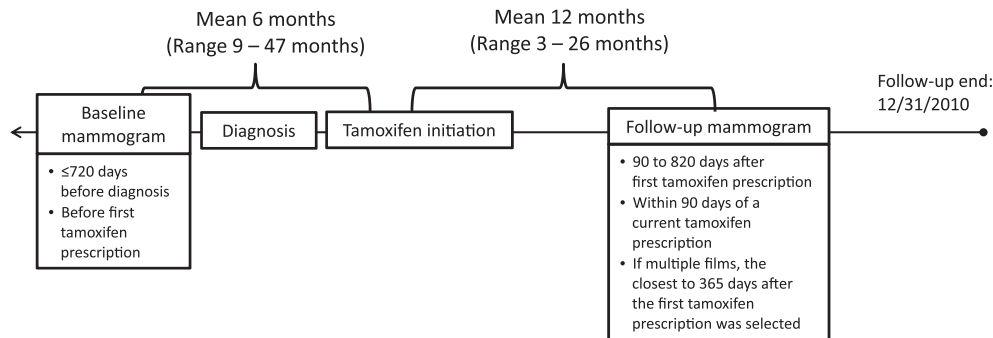 Mean 6 months
(Range 9 – 47 months)
Mean 12 months
(Range 3 – 26 months)
Follow-up end:
12/31/2010
Baseline
mammogram
Diagnosis
Tamoxifen initiation
Follow-up mammogram
• ≤720 days
before diagnosis
• Before first
tamoxifen
prescription
• 90 to 820 days after
first tamoxifen prescription
• Within 90 days of a
current tamoxifen
prescription
• If multiple films, the
closest to 365 days after
the first tamoxifen
prescription was selected